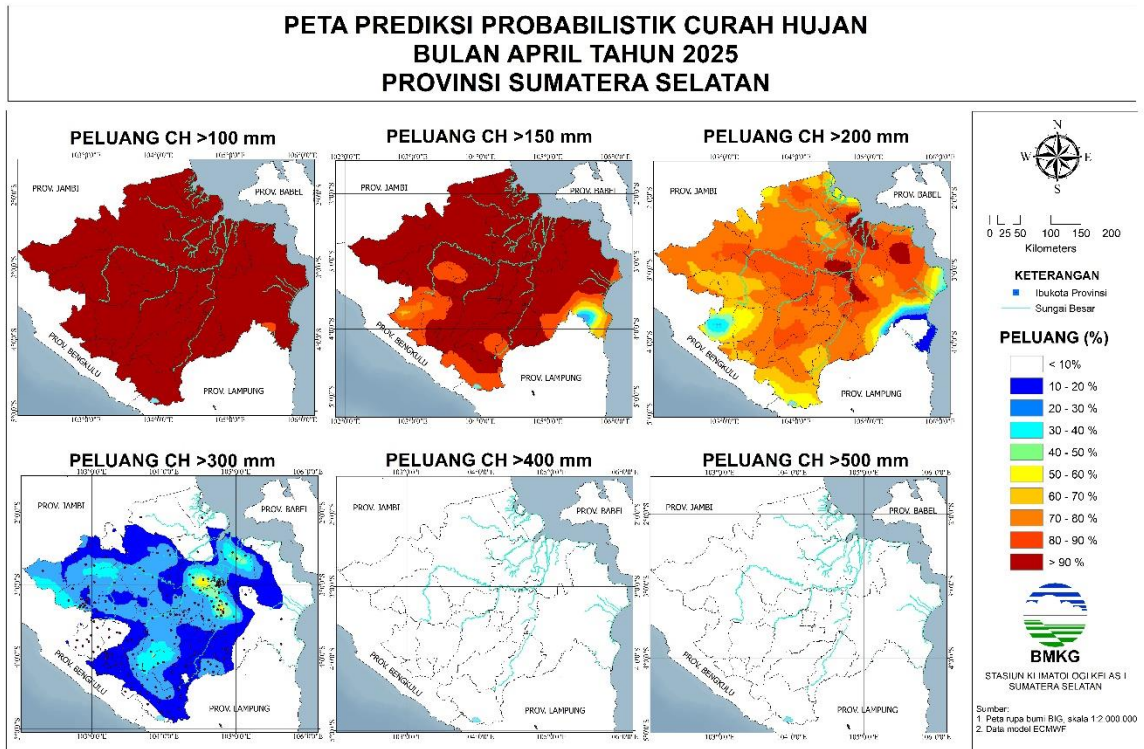 PETA PREDIKSI PROBABILISTIK CURAH HUJAN
BULAN APRIL TAHUN 2025
PROVINSI SUMATERA SELATAN
PELUANG CH >100 mm
PROV. JAMBI
PROV. BABEL
PROV. BENGKULU
PROV. LAMPUNG
PELUANG CH >150 mm
PROV. JAMBI
PROV. BABEL
PROV. BENGKULU
PROV. LAMPUNG
PELUANG CH >200 mm
PROV. JAMBI
PROV. BABEL
PROV. BENGKULU
PROV. LAMPUNG
PELUANG CH >300 mm
PROV. JAMBI
PROV. BABEL
PROV. BENGKULU
PROV. LAMPUNG
PELUANG CH >400 mm
PROV. JAMBI
PROV. BABEL
PROV. BENGKULU
PROV. LAMPUNG
PELUANG CH >500 mm
PROV. JAMBI
PROV. BABEL
PROV. BENGKULU
PROV. LAMPUNG
N
W E
S
0 25 50 100 150 200
Kilometers
KETERANGAN
Ibukota Provinsi
Sungai Besar
PELUANG (%)
< 10%
10 - 20 %
20 - 30 %
30 - 40 %
40 - 50 %
50 - 60 %
60 - 70 %
70 - 80 %
80 - 90 %
> 90 %
BMKG
STASIUN KLIMATOLOGI KELAS I
SUMATERA SELATAN
Sumber:
1. Peta rupa bumi BIG, skala 1:2.000.000
2. Data model ECMWF